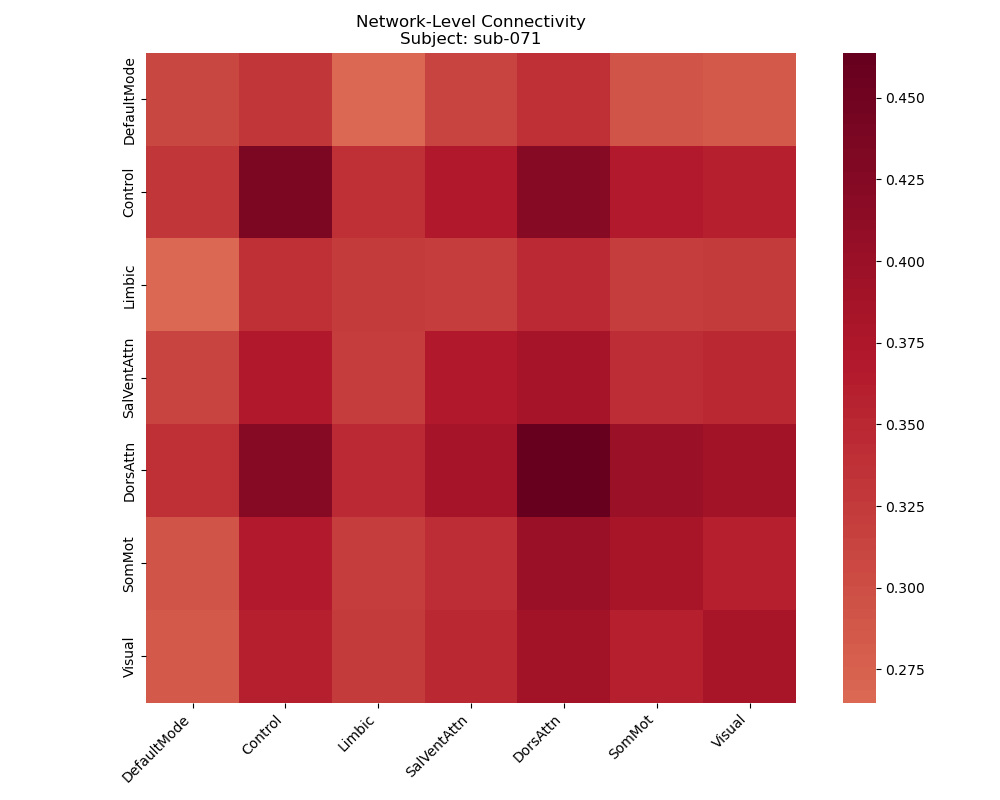 Network-Level Connectivity
Subject: sub-071
DefaultMode
Control
Limbic
SalVentAttn
DorsAttn
SomMot
Visual
DefaultMode
Control
Limbic
SalVentAttn
DorsAttn
SomMot
Visual
0.450
0.425
0.400
0.375
0.350
0.325
0.300
0.275